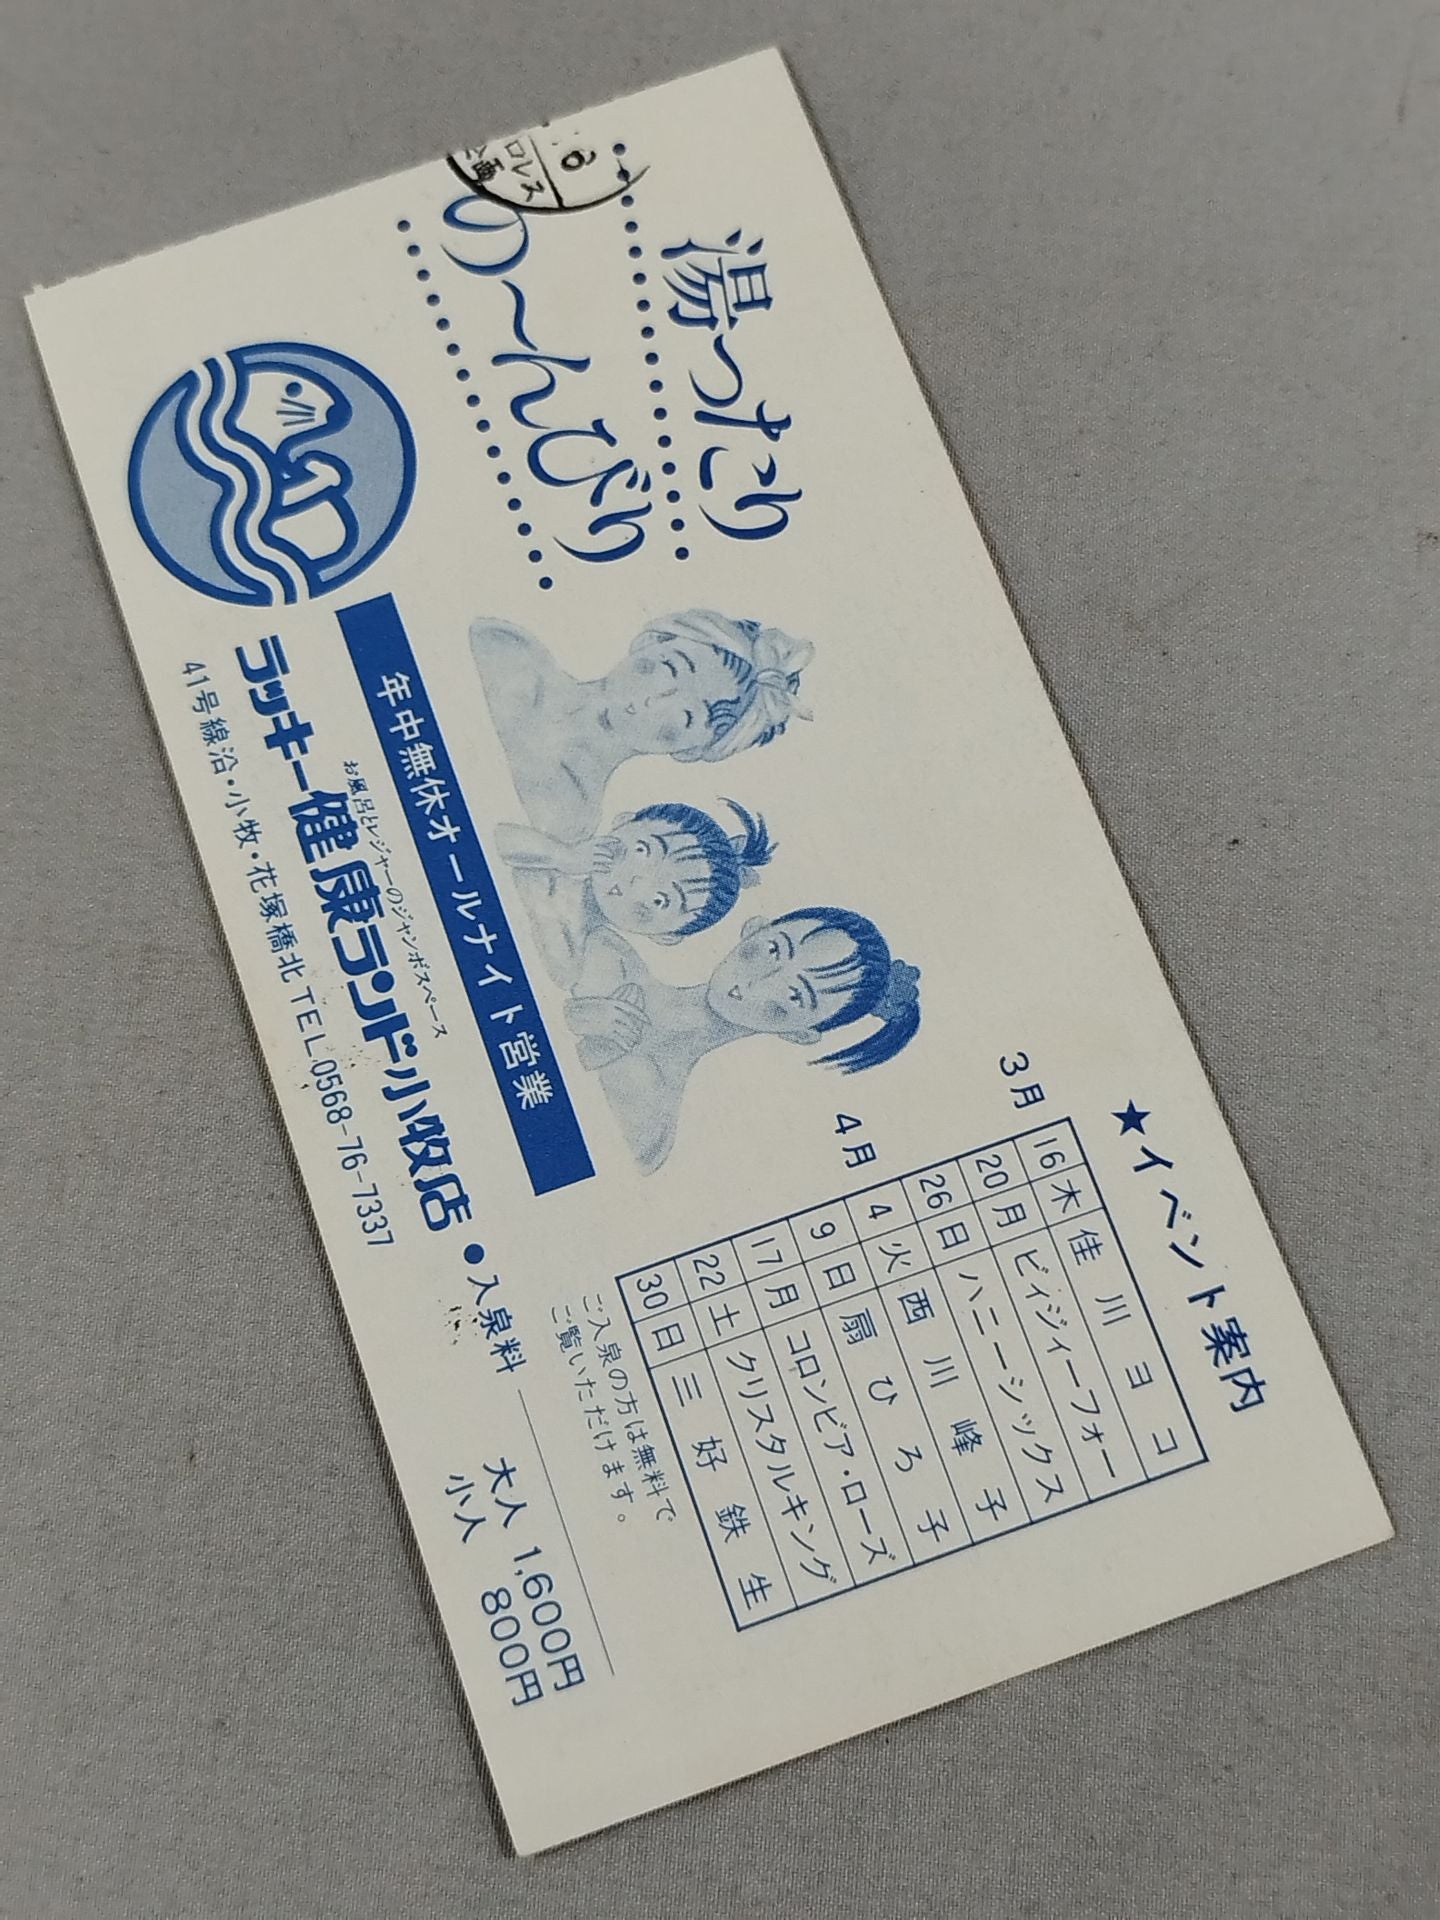 6
ロレス
企画
湯ったり
の〜んびり
年中無休オールナイト営業
お風呂とレジャーのジャンボスペース
ラッキー健康ランド小牧店
41号線沿・小牧・花塚橋北 TEL.0568-76-7337
●入泉料
大人 1,600円
小人 800円
★イベント案内
3月 16 木 佳川ヨコ
20 月 ビィジィーフォー
26 日 ハニーシックス
4月 4 火 西川峰子
9 日 扇ひろ子
17 月 コロンビア・ローズ
22 土 クリスタルキング
30 日 三好鉄生
ご入泉の方は無料で
ご覧いただけます。